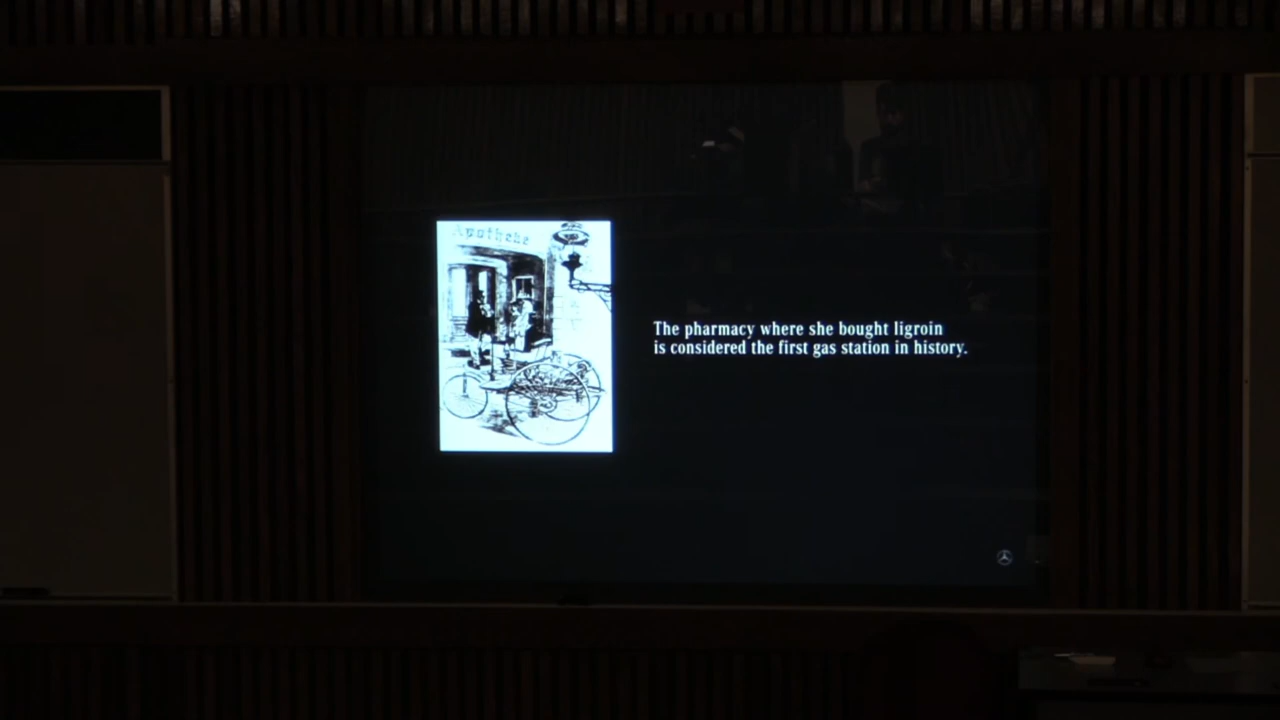 Apotheke
The pharmacy where she bought ligroin
is considered the first gas station in history.